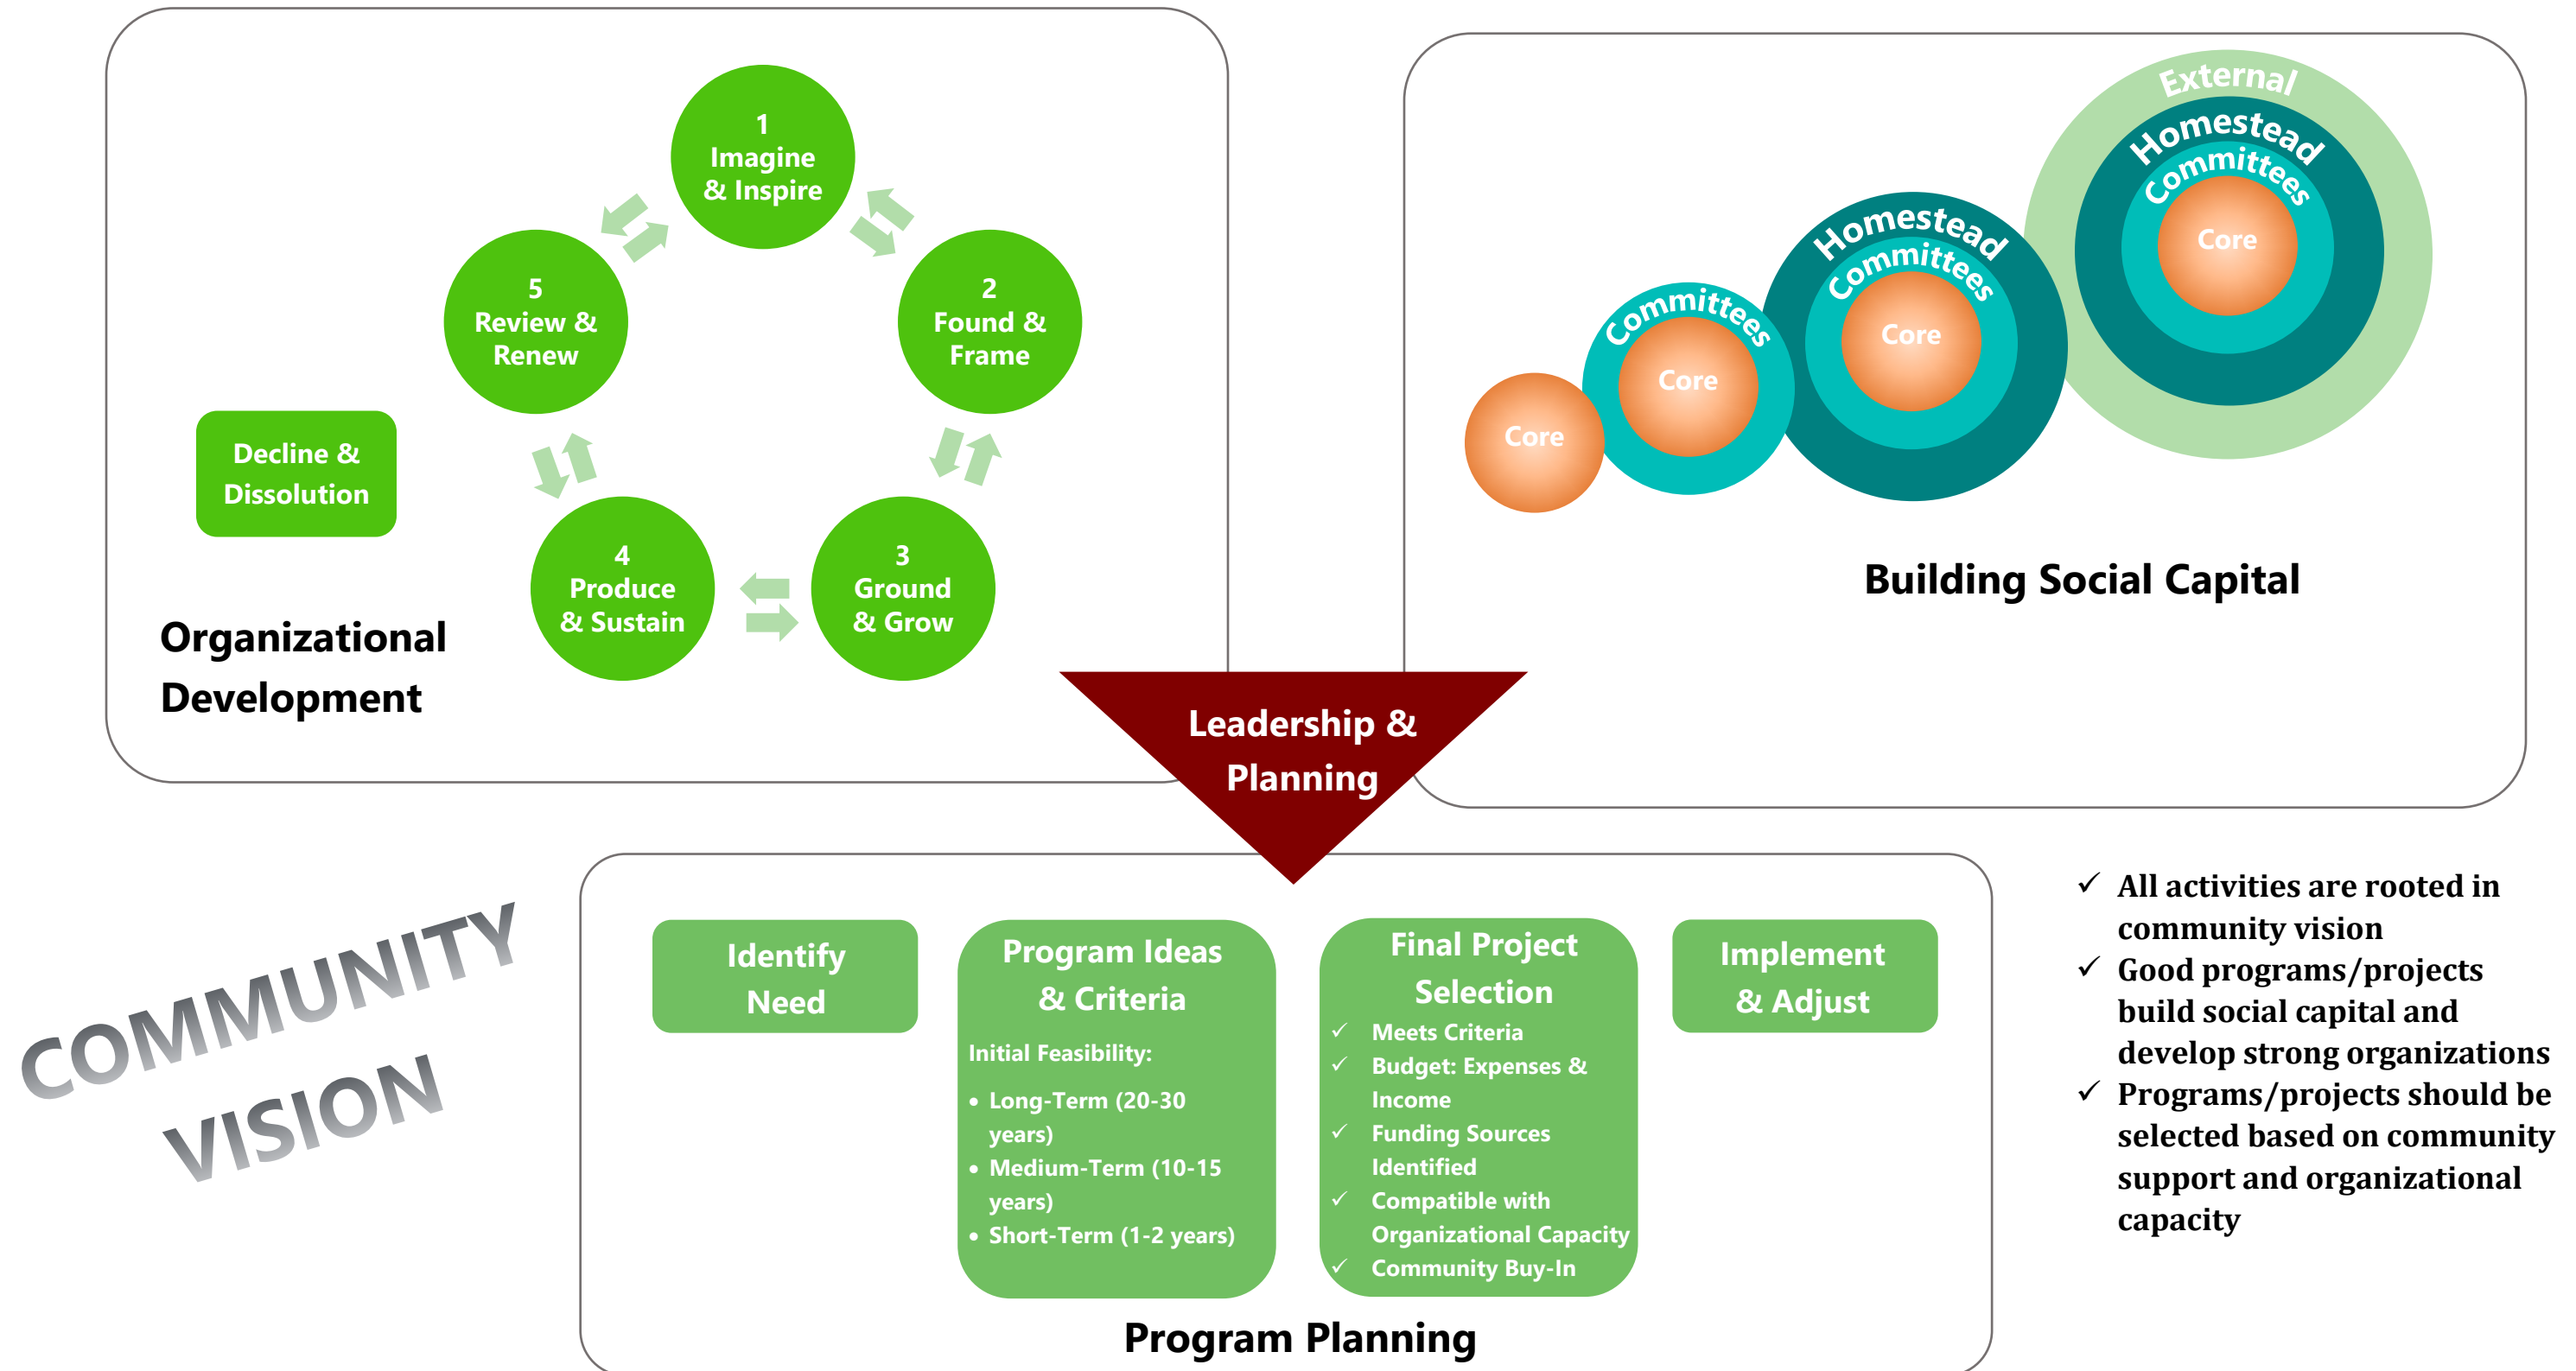 1
Imagine
& Inspire
2
Found &
Frame
3
Ground
& Grow
4
Produce
& Sustain
5
Review &
Renew
Decline &
Dissolution
Organizational
Development
Core
Committees
Core
Homestead
Committees
Core
External
Homestead
Committees
Core
Building Social Capital
Leadership &
Planning
COMMUNITY
VISION
Identify
Need
Program Ideas
& Criteria
Initial Feasibility:
• Long-Term (20-30
years)
• Medium-Term (10-15
years)
• Short-Term (1-2 years)
Final Project
Selection
✓ Meets Criteria
✓ Budget: Expenses &
Income
✓ Funding Sources
Identified
✓ Compatible with
Organizational Capacity
✓ Community Buy-In
Implement
& Adjust
Program Planning
✓ All activities are rooted in
community vision
✓ Good programs/projects
build social capital and
develop strong organizations
✓ Programs/projects should be
selected based on community
support and organizational
capacity